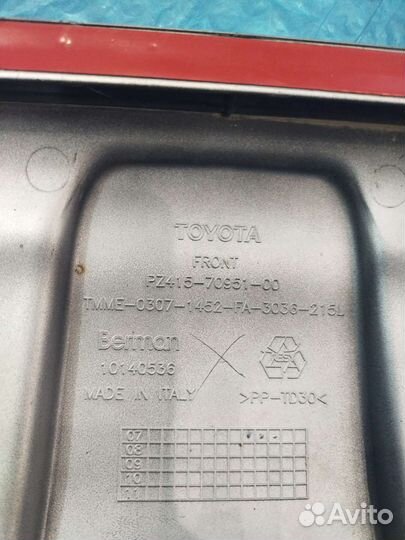 TOYOTA
FRONT
PZ415-70951-00
TMME-0307-1452-FA-3036-215L
Berman
10140536
MADE IN ITALY
>PP-TD30<
07
08
09
10
11
Avito